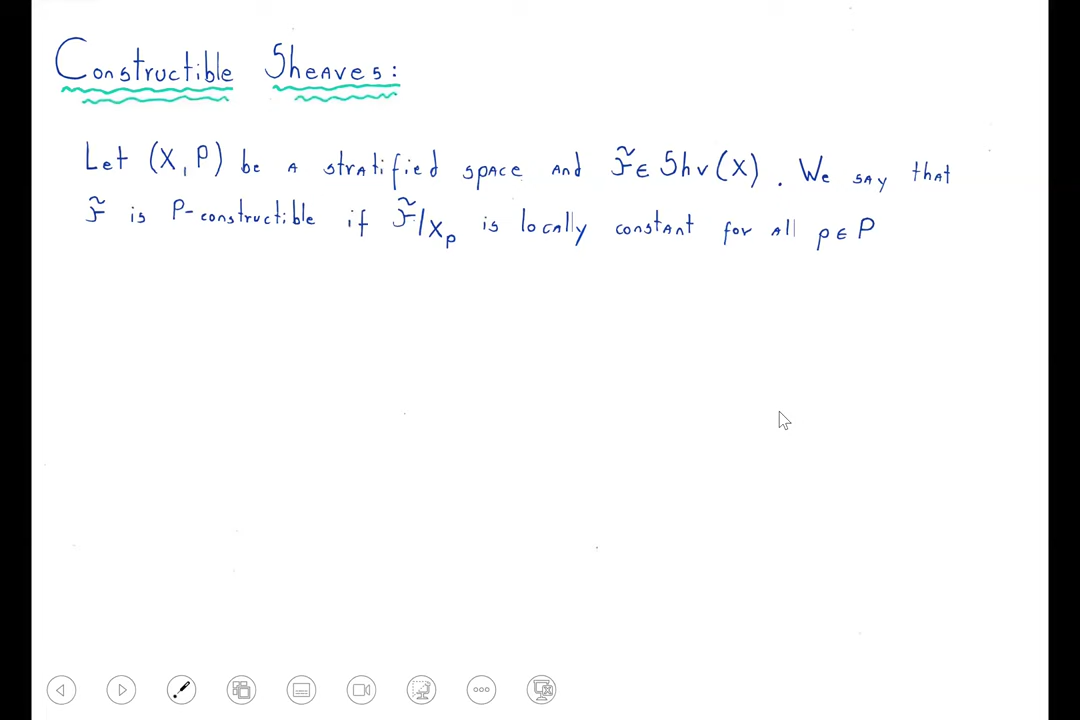 Constructible Sheaves:
Let (X, P) be a stratified space and ℱ ∈ Shv(X). We say that
ℱ is P-constructible if ℱ|X_p is locally constant for all p ∈ P